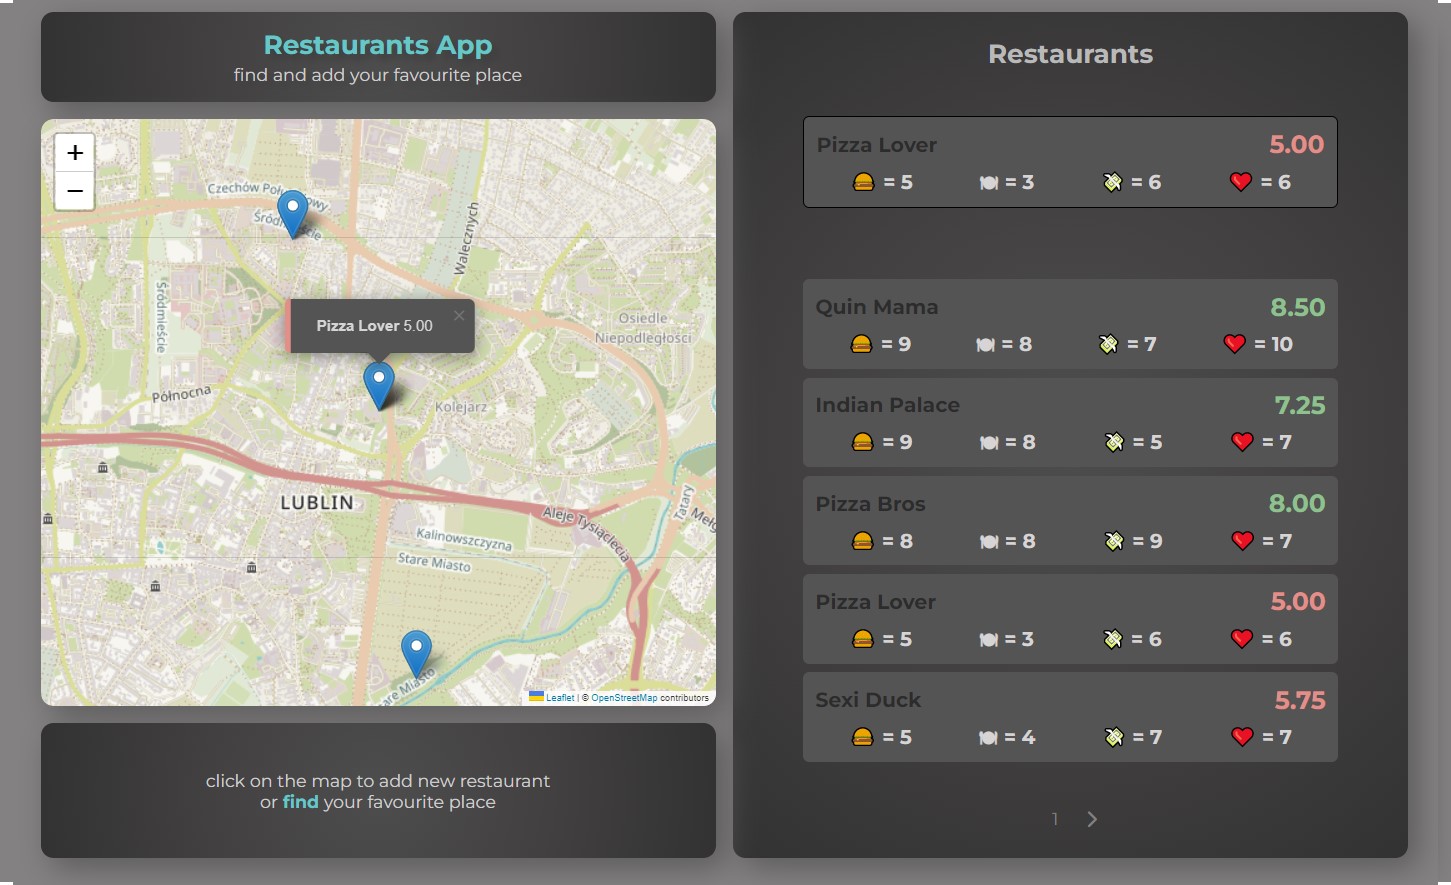 Restaurants App
find and add your favourite place
+
−
Czechów Poł
owy
Śródmieście
Walecznych
Śródmieście
Osiedle
Niepodległości
Pizza Lover 5.00 ×
Północna
Kolejarz
LUBLIN
Aleje Tysiąclecia
Tatary
Kalinowszczyzna
Stare Miasto
Stare Miasto
Leaflet | © OpenStreetMap contributors
click on the map to add new restaurant
or find your favourite place
Restaurants
Pizza Lover 5.00
🍔 = 5 🍽 = 3 💸 = 6 ❤ = 6
Quin Mama 8.50
🍔 = 9 🍽 = 8 💸 = 7 ❤ = 10
Indian Palace 7.25
🍔 = 9 🍽 = 8 💸 = 5 ❤ = 7
Pizza Bros 8.00
🍔 = 8 🍽 = 8 💸 = 9 ❤ = 7
Pizza Lover 5.00
🍔 = 5 🍽 = 3 💸 = 6 ❤ = 6
Sexi Duck 5.75
🍔 = 5 🍽 = 4 💸 = 7 ❤ = 7
1 >